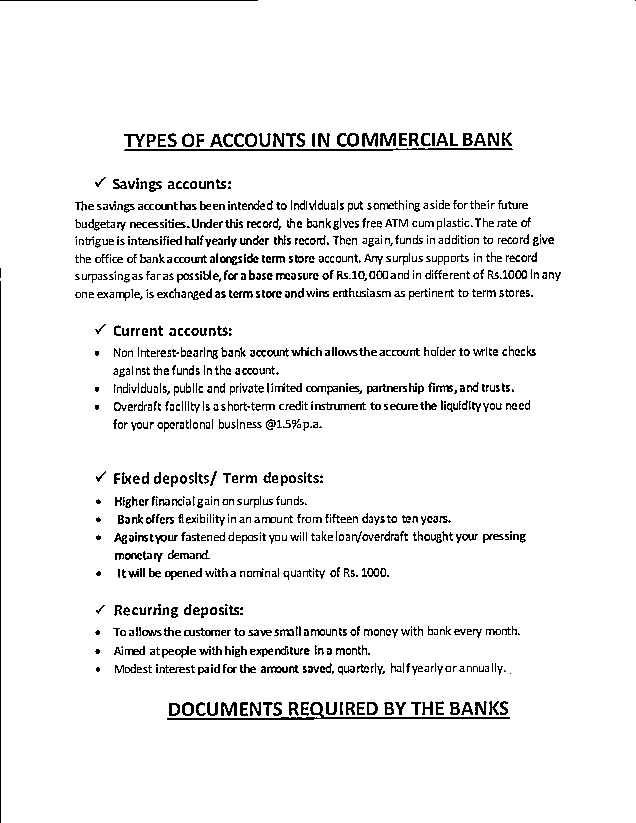 TYPES OF ACCOUNTS IN COMMERCIAL BANK
✓ Savings accounts:
The savings account has been intended to individuals put something aside for their future
budgetary necessities. Under this record, the bank gives free ATM cum plastic. The rate of
intrigue is intensified half yearly under this record. Then again, funds in addition to record give
the office of bank account alongside term store account. Any surplus supports in the record
surpassing as far as possible, for a base measure of Rs.10, 000 and in different of Rs.1000 in any
one example, is exchanged as term store and wins enthusiasm as pertinent to term stores.
✓ Current accounts:
• Non interest-bearing bank account which allows the account holder to write checks
against the funds in the account.
• Individuals, public and private limited companies, partnership firms, and trusts.
• Overdraft facility is a short-term credit instrument to secure the liquidity you need
for your operational business @1.5% p.a.
✓ Fixed deposits/ Term deposits:
• Higher financial gain on surplus funds.
• Bank offers flexibility in an amount from fifteen days to ten years.
• Against your fastened deposit you will take loan/overdraft thought your pressing
monetary demand.
• It will be opened with a nominal quantity of Rs. 1000.
✓ Recurring deposits:
• To allows the customer to save small amounts of money with bank every month.
• Aimed at people with high expenditure in a month.
• Modest interest paid for the amount saved, quarterly, half yearly or annually. .
DOCUMENTS REQUIRED BY THE BANKS